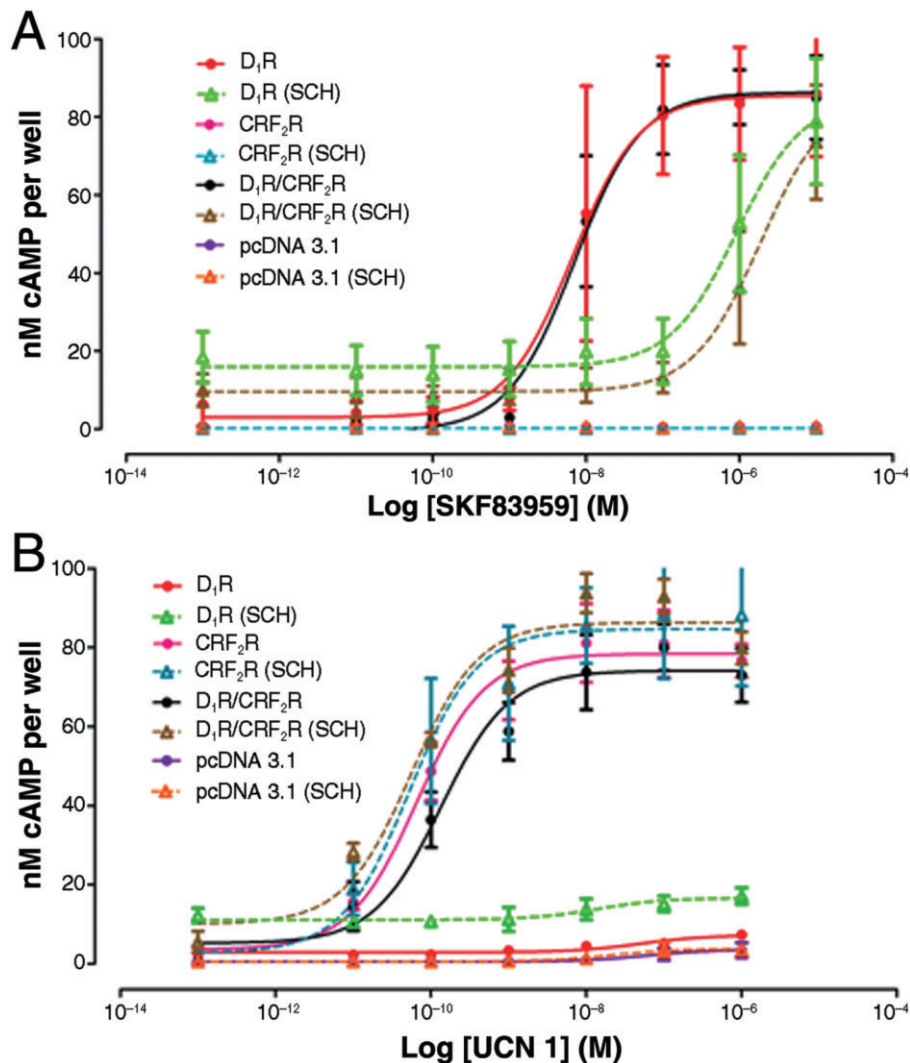 A
100
80
60
40
20
0
nM cAMP per well
D₁R
D₁R (SCH)
CRF₂R
CRF₂R (SCH)
D₁R/CRF₂R
D₁R/CRF₂R (SCH)
pcDNA 3.1
pcDNA 3.1 (SCH)
10⁻¹⁴ 10⁻¹² 10⁻¹⁰ 10⁻⁸ 10⁻⁶ 10⁻⁴
Log [SKF83959] (M)
B
100
80
60
40
20
0
nM cAMP per well
D₁R
D₁R (SCH)
CRF₂R
CRF₂R (SCH)
D₁R/CRF₂R
D₁R/CRF₂R (SCH)
pcDNA 3.1
pcDNA 3.1 (SCH)
10⁻¹⁴ 10⁻¹² 10⁻¹⁰ 10⁻⁸ 10⁻⁶ 10⁻⁴
Log [UCN 1] (M)